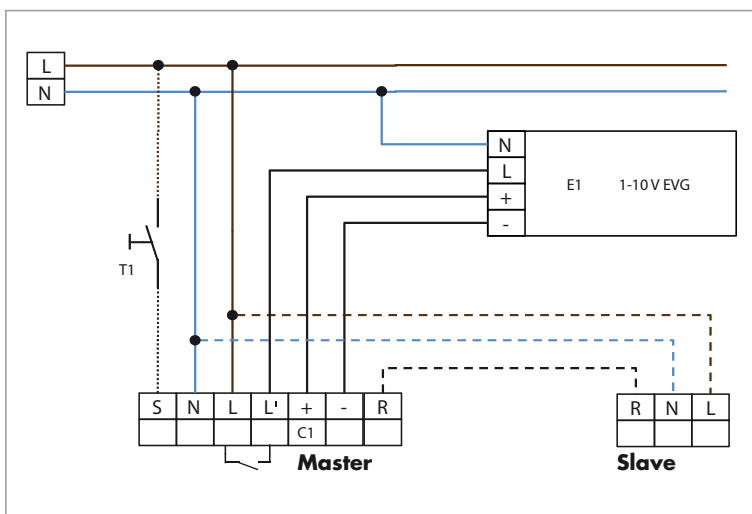 L
N
N
L
+
-
E1 1-10 V EVG
T1
S N L L' + - R
C1
Master
R N L
Slave